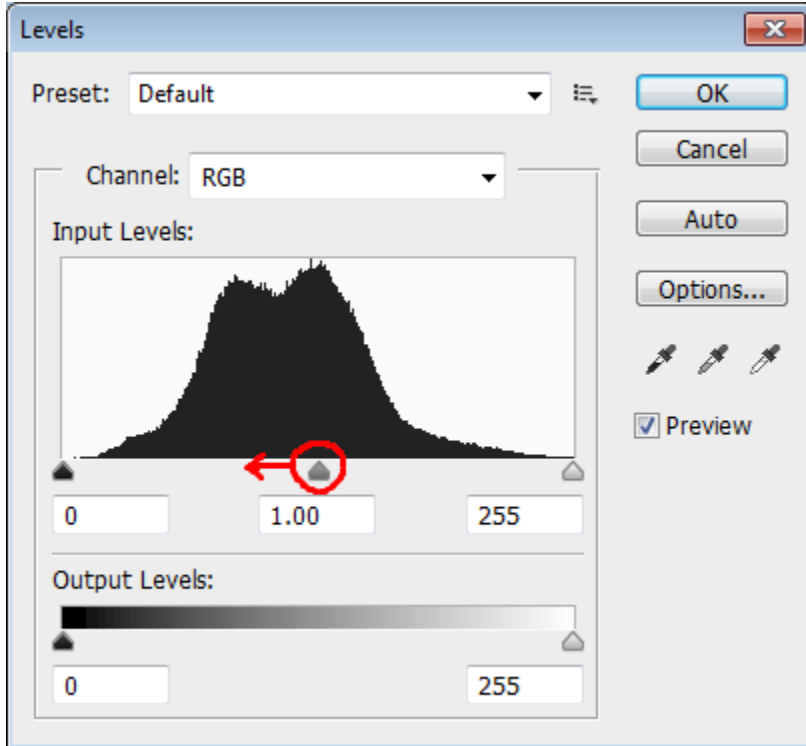 Levels
Preset: Default
OK
Cancel
Channel: RGB
Auto
Input Levels:
Options...
Preview
0 1.00 255
Output Levels:
0 255